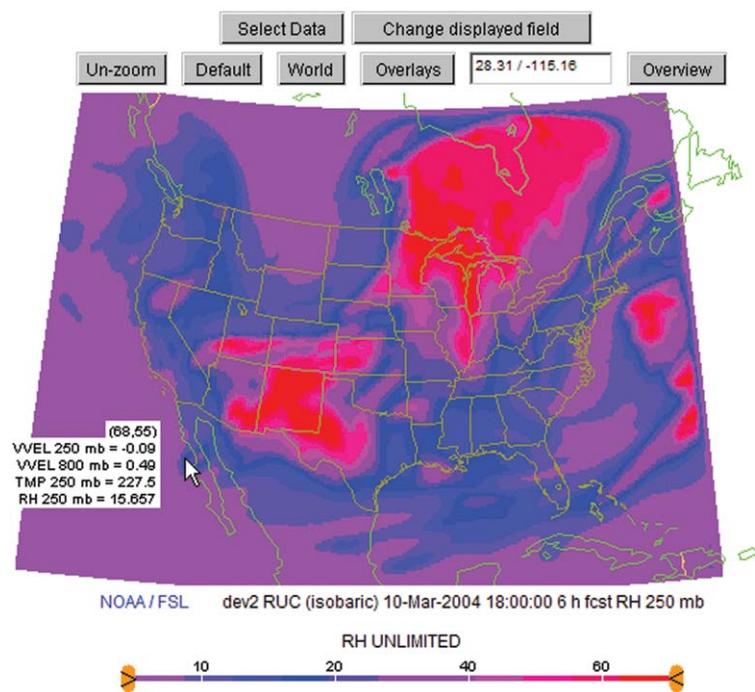 Select Data Change displayed field
Un-zoom Default World Overlays 28.31 / -115.16 Overview
(68,55)
VVEL 250 mb = -0.09
VVEL 800 mb = 0.49
TMP 250 mb = 227.5
RH 250 mb = 15.657
NOAA / FSL dev2 RUC (isobaric) 10-Mar-2004 18:00:00 6 h fcst RH 250 mb
RH UNLIMITED
10 20 40 60